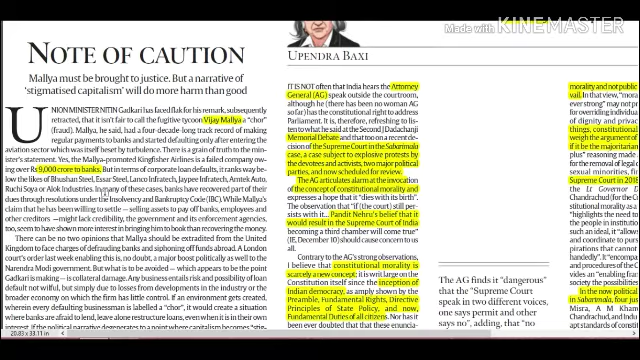 Made with KINEMASTER
NOTE OF CAUTION
Mallya must be brought to justice. But a narrative of
'stigmatised capitalism' will do more harm than good
UNION MINISTER NITIN Gadkari has faced flak for his remark, subsequently
retracted, that it isn't fair to call the fugitive tycoon Vijay Mallya a "chor"
(fraud). Mallya, he said, had a four-decade-long track record of making
regular payments to banks and started defaulting only after entering the
aviation sector which was itself beset by turbulence. There is a grain of truth to the min-
ister's statement. Yes, the Mallya-promoted Kingfisher Airlines is a failed company ow-
ing over Rs 9,000 crore to banks. But in terms of corporate loan defaults, it ranks way be-
low the likes of Bhushan Steel, Essar Steel, Lanco Infratech, Jaypee Infratech, Amtek Auto,
Ruchi Soya or Alok Industries. In many of these cases, banks have recovered part of their
dues through resolutions under the Insolvency and Bankruptcy Code (IBC). While Mallya's
claim that he has been willing to settle — selling assets to pay off banks, employees and
other creditors — might lack credibility, the government and its enforcement agencies,
too, seem to have shown more interest in bringing him to book than recovering the money.
There can be no two opinions that Mallya should be extradited from the United
Kingdom to face charges of defrauding banks and siphoning off funds abroad. A London
court's order last week enabling this is, no doubt, a major boost politically as well to the
Narendra Modi government. But what is to be avoided — which appears to be the point
Gadkari is making — is collateral damage. Any business entails risk and possibility of loan
default not wilful, but simply due to losses from developments in the industry or the
broader economy on which the firm has little control. If an environment gets created,
wherein every defaulting businessman is labelled a "chor", it would create a situation
where banks are afraid to lend, leave alone restructure loans, even when it is in their own
interest. If the political narrative degenerates to a point where capitalism becomes "stig-
20.83 x 33.11 in
UPENDRA BAXI
IT IS NOT often that India hears the Attorney
General (AG) speak outside the courtroom,
although he (there has been no woman AG
so far) has the constitutional right to address
Parliament. It is, therefore, refreshing to lis-
ten to what he said at the Second J Dadachanji
Memorial Debate and that too on a recent de-
cision of the Supreme Court in the Sabarimala
case, a case subject to explosive protests by
the devotees and activists, two major political
parties, and now scheduled for review.
The AG articulates alarm at the invocation
of the concept of constitutional morality and
expresses a hope that it "dies with its birth".
The observation that "if (the court) still per-
sists with it... Pandit Nehru's belief that it
would result in the Supreme Court of India
becoming a third chamber will come true"
(IE, December 10) should cause concern to us
all.
Contrary to the AG's strong observations,
I believe that constitutional morality is
scarcely a new concept; it is writ large on the
Constitution itself since the inception of
Indian democracy, as amply shown by the
Preamble, Fundamental Rights, Directive
Principles of State Policy, and now,
Fundamental Duties of all citizens. Nor has it
ever been doubted that these enuncia-
The AG finds it "dangerous"
that the "Supreme Court
speak in two different voices,
one says permit and other
says no", adding, that "no
morality and not public
vail. In that view, "mora
ever strong" may not pr
for overriding individua
of dignity and privac
things, constitutional
weigh the argument of
if it be the majoritarian
plus" reasoning made
for the removal of legal
sexual minorities, fir
Supreme Court in 2018
the Lt Governor D
Chandrachud (for the Co
stitutional morality as a
"highlights the need to
the people in institutio
such an ideal, "it allows
and coordinate to pursu
pirations that cannot
handedly". It "encompas
and procedures of the C
vides an "enabling fram
society the possibilities
In the now political
in Sabarimala, four jus
Misra, A M Khan
Chandrachud, and Indu